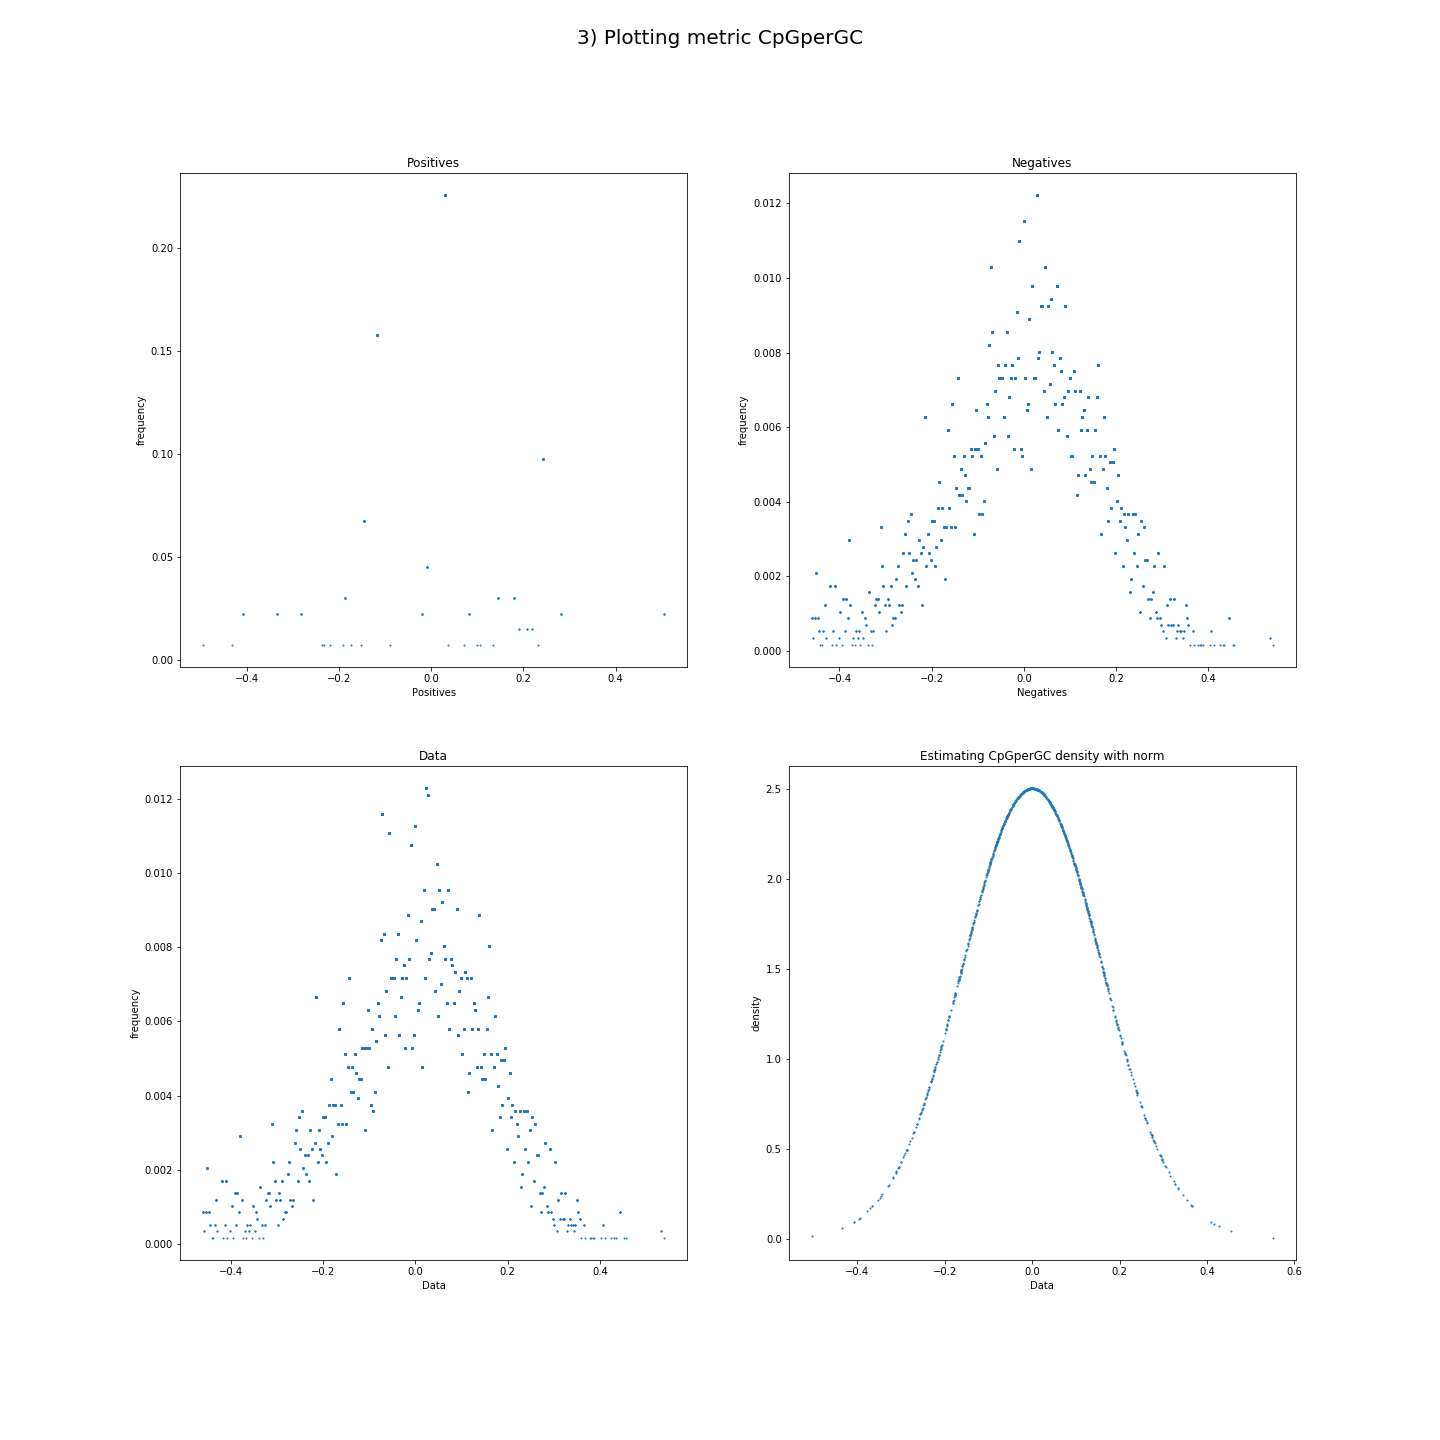 3) Plotting metric CpGperGC
Positives
0.20
0.15
0.10
0.05
0.00
frequency
−0.4 −0.2 0.0 0.2 0.4
Positives
Negatives
0.012
0.010
0.008
0.006
0.004
0.002
0.000
frequency
−0.4 −0.2 0.0 0.2 0.4
Negatives
Data
0.012
0.010
0.008
0.006
0.004
0.002
0.000
frequency
−0.4 −0.2 0.0 0.2 0.4
Data
Estimating CpGperGC density with norm
2.5
2.0
1.5
1.0
0.5
0.0
density
−0.4 −0.2 0.0 0.2 0.4 0.6
Data